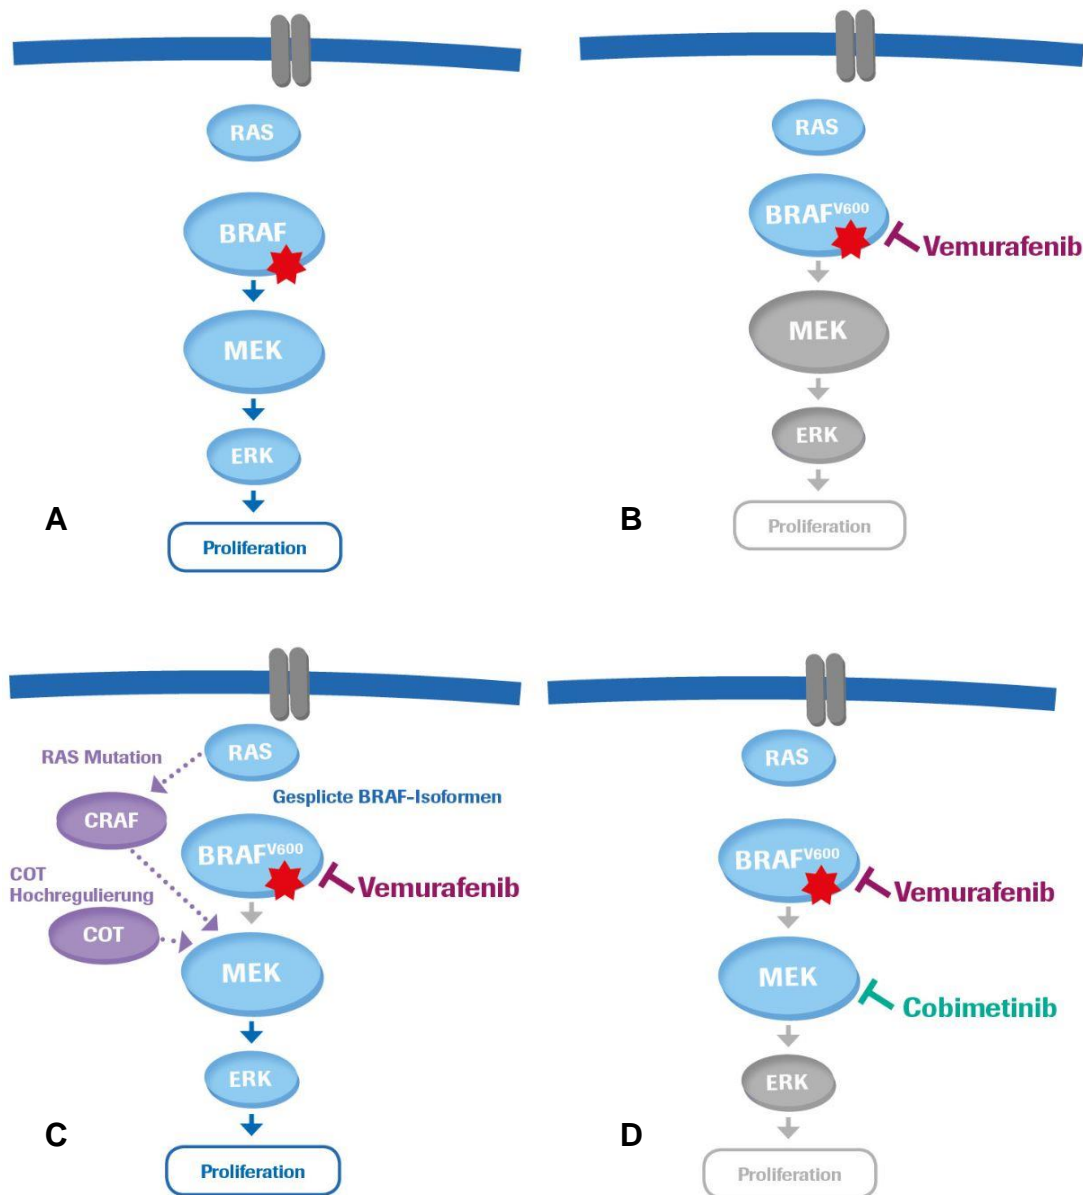 RAS
BRAF
MEK
ERK
A
Proliferation
RAS
BRAFV600
Vemurafenib
MEK
ERK
B
Proliferation
RAS Mutation
RAS
Gesplicte BRAF-Isoformen
CRAF
BRAFV600
COT
Hochregulierung
Vemurafenib
COT
MEK
ERK
C
Proliferation
RAS
BRAFV600
Vemurafenib
MEK
Cobimetinib
ERK
D
Proliferation